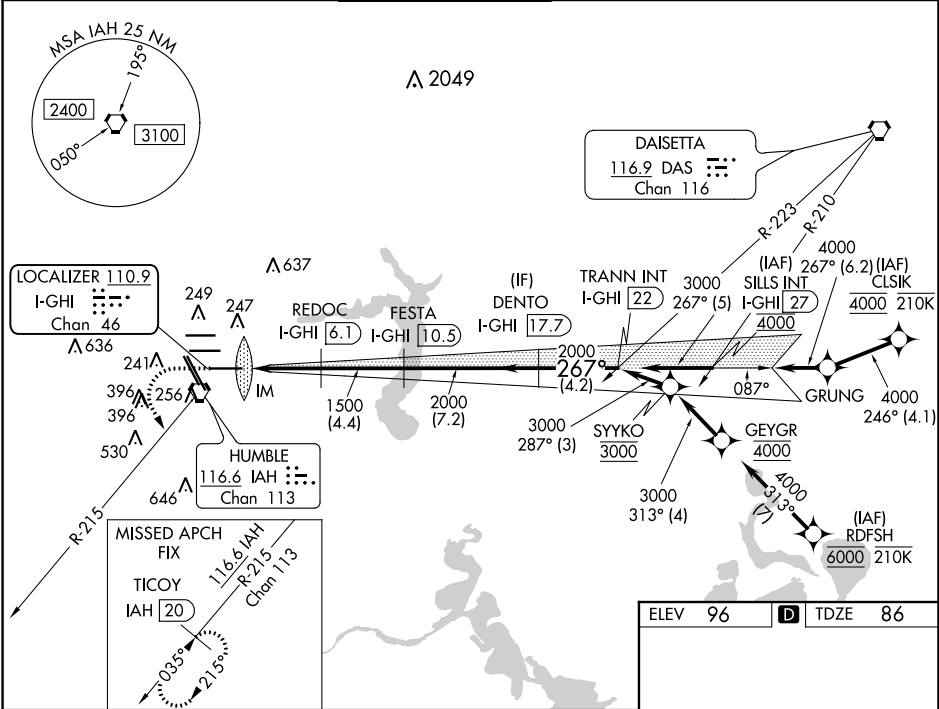 MSA IAH 25 NM
195°
2400
3100
050°
2049
DAISETTA
116.9 DAS
Chan 116
R-223
R-210
LOCALIZER 110.9
I-GHI
Chan 46
637
249
247
636
241
396
396
256
530
646
IM
REDOC
I-GHI 6.1
FESTA
I-GHI 10.5
(IF)
DENTO
I-GHI 17.7
TRANN INT
I-GHI 22
3000
267° (5)
(IAF)
SILLS INT
I-GHI 27
4000
4000
267° (6.2)
(IAF)
CLSIK
4000 210K
2000
267°
(4.2)
087°
GRUNG
4000
246° (4.1)
1500
(4.4)
2000
(7.2)
3000
287° (3)
SYYKO
3000
GEYGR
4000
3000
313° (4)
4000
313°
(7)
(IAF)
RDFSH
6000 210K
HUMBLE
116.6 IAH
Chan 113
R-215
MISSED APCH
FIX
TICOY
IAH 20
116.6 IAH
R-215
Chan 113
035°
215°
ELEV 96 D TDZE 86